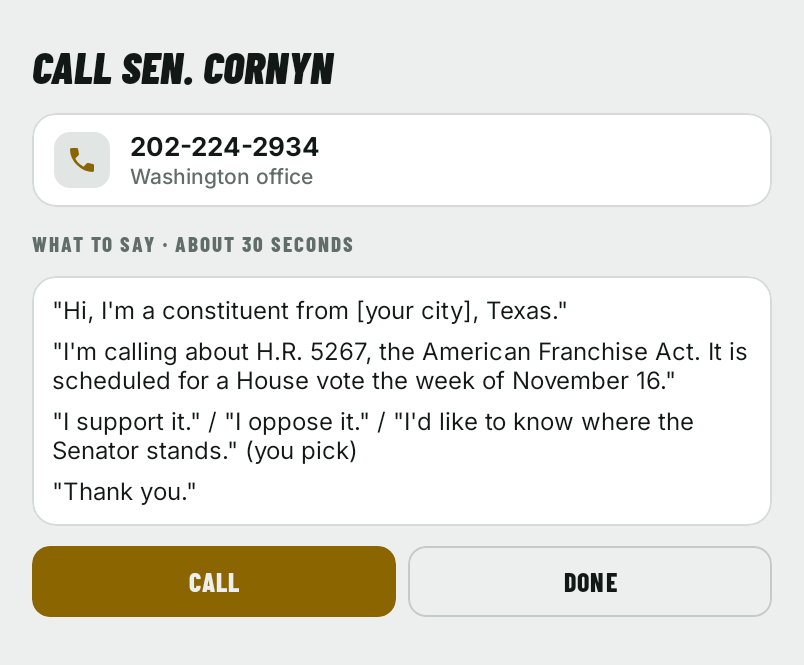 CALL SEN. CORNYN
202-224-2934
Washington office
WHAT TO SAY · ABOUT 30 SECONDS
"Hi, I'm a constituent from [your city], Texas."
"I'm calling about H.R. 5267, the American Franchise Act. It is
scheduled for a House vote the week of November 16."
"I support it." / "I oppose it." / "I'd like to know where the
Senator stands." (you pick)
"Thank you."
CALL
DONE